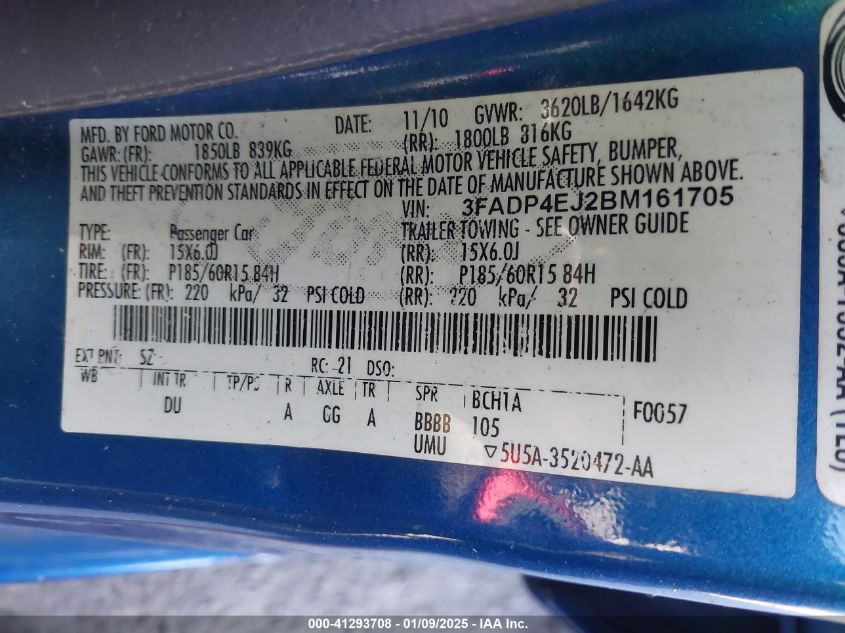 MFD. BY FORD MOTOR CO. DATE: 11/10 GVWR: 3620LB/1642KG
GAWR:(FR): 1850LB 839KG (RR): 1800LB 316KG
THIS VEHICLE CONFORMS TO ALL APPLICABLE FEDERAL MOTOR VEHICLE SAFETY, BUMPER,
AND THEFT PREVENTION STANDARDS IN EFFECT ON THE DATE OF MANUFACTURE SHOWN ABOVE.
VIN: 3FADP4EJ2BM161705
TYPE: Passenger Car TRAILER TOWING - SEE OWNER GUIDE
RIM: (FR): 15X6.0J (RR): 15X6.0J
TIRE: (FR): P185/60R15 84H (RR): P185/60R15 84H
PRESSURE:(FR): 220 kPa/ 32 PSI COLD (RR): 220 kPa/ 32 PSI COLD
EXT PNT: SZ RC: 21 DSO:
WB INT TR TP/PS R AXLE TR SPR BCH1A
DU A GG A BBBB 105 F0057
UMU ▽5U5A-3520472-AA
000-41293708 - 01/09/2025 - IAA Inc.